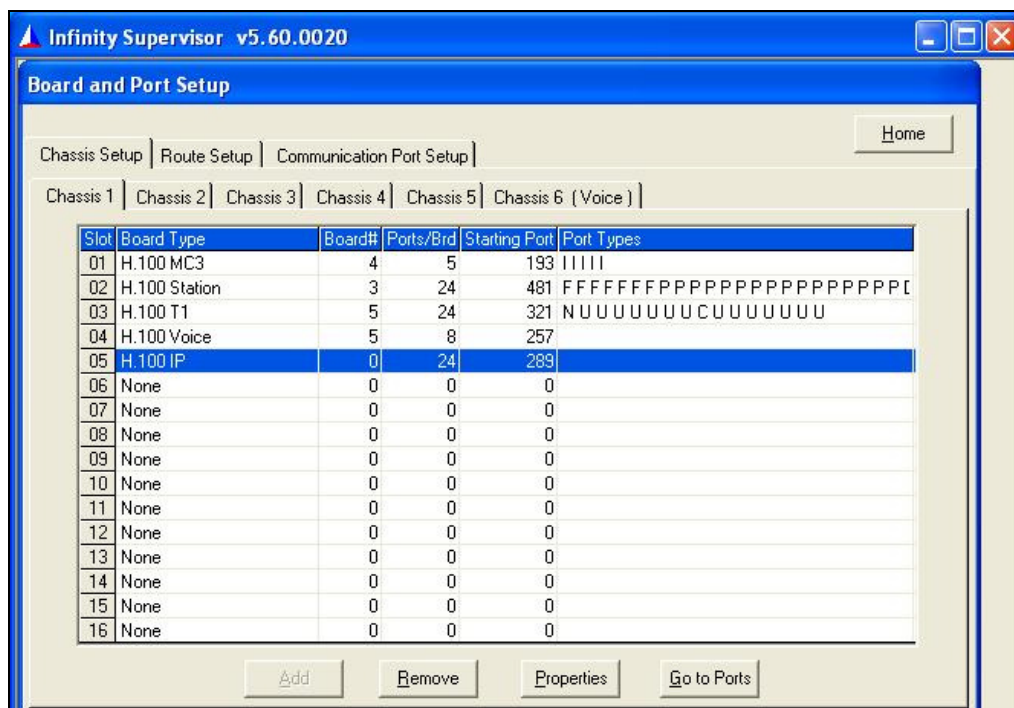 Infinity Supervisor v5.60.0020
Board and Port Setup
Home
Chassis Setup Route Setup Communication Port Setup
Chassis 1 Chassis 2 Chassis 3 Chassis 4 Chassis 5 Chassis 6 ( Voice )
Slot Board Type Board# Ports/Brd Starting Port Port Types
01 H.100 MC3 4 5 193 I I I I I
02 H.100 Station 3 24 481 F F F F F F F P P P P P P P P P P P P P P P P
03 H.100 T1 5 24 321 N U U U U U U U C U U U U U U U
04 H.100 Voice 5 8 257
05 H.100 IP 0 24 289
06 None 0 0 0
07 None 0 0 0
08 None 0 0 0
09 None 0 0 0
10 None 0 0 0
11 None 0 0 0
12 None 0 0 0
13 None 0 0 0
14 None 0 0 0
15 None 0 0 0
16 None 0 0 0
Add Remove Properties Go to Ports